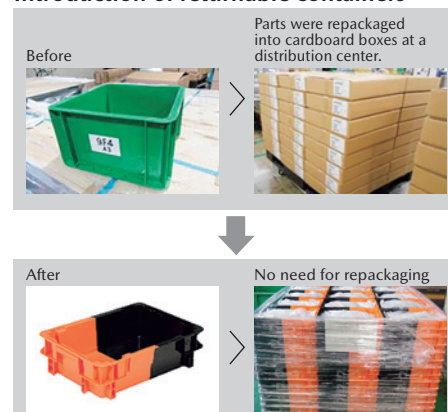 Introduction of returnable containers
Parts were repackaged
into cardboard boxes at a
distribution center.
Before
9F4
A3
After
No need for repackaging